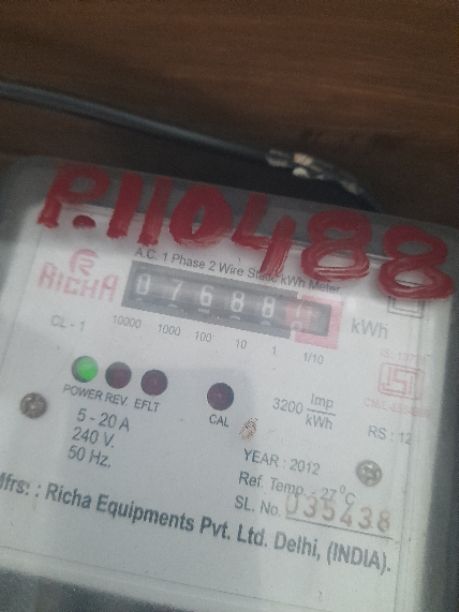 P.110488
A.C. 1 Phase 2 Wire Static kWh Meter
RICHA
0 7 6 8 8
kWh
CL - 1
10000 1000 100 10 1 1/10
POWER REV. EFLT
CAL
3200 Imp/kWh
5 - 20 A
240 V.
50 Hz.
RS : 12
YEAR : 2012
Ref. Temp. - 27 °C
SL. No. 035438
Mfrs: : Richa Equipments Pvt. Ltd. Delhi, (INDIA).